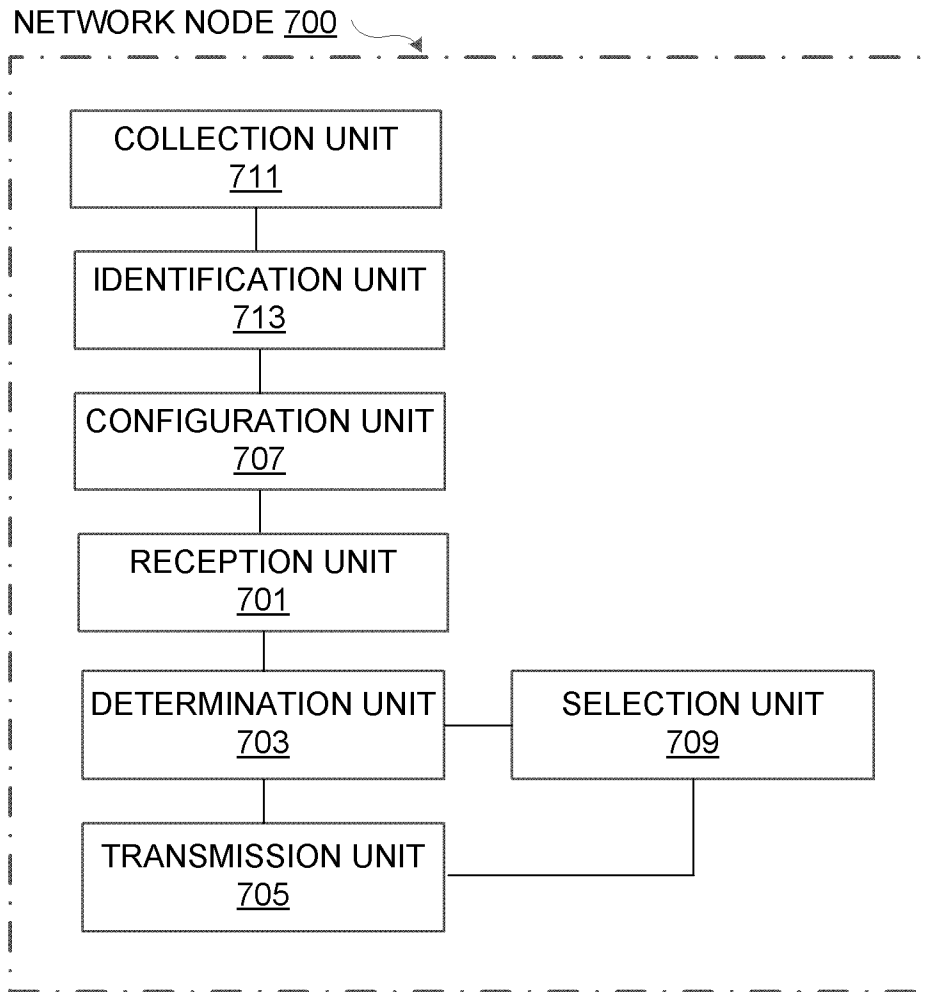 NETWORK NODE 700
COLLECTION UNIT
711
IDENTIFICATION UNIT
713
CONFIGURATION UNIT
707
RECEPTION UNIT
701
DETERMINATION UNIT
703
SELECTION UNIT
709
TRANSMISSION UNIT
705